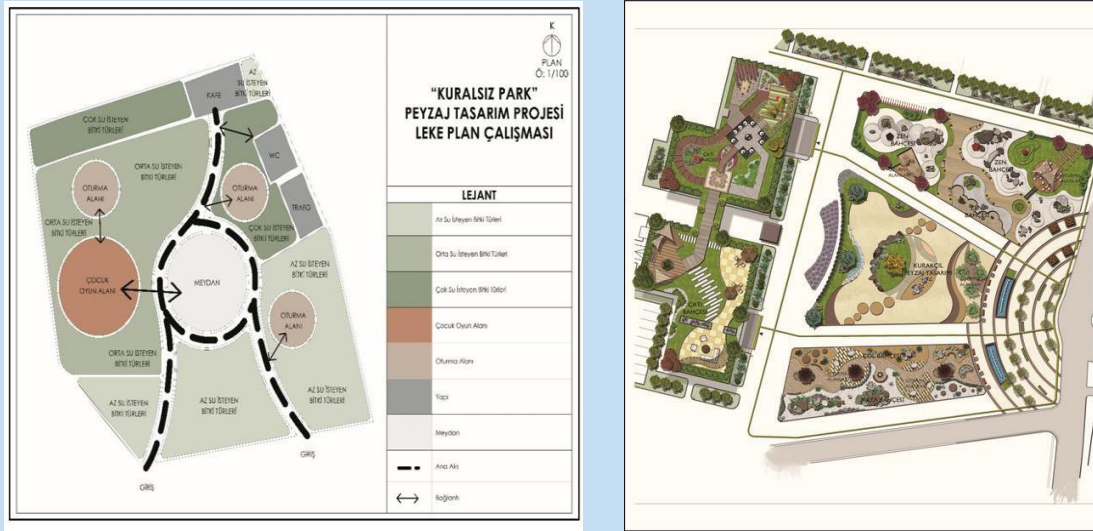 K
PLAN
Ö: 1/100
"KURALSIZ PARK"
PEYZAJ TASARIM PROJESİ
LEKE PLAN ÇALIŞMASI
LEJANT
Az Su İsteyen Bitki Türleri
Orta Su İsteyen Bitki Türleri
Çok Su İsteyen Bitki Türleri
Çocuk Oyun Alanı
Oturma Alanı
Yapı
Meydan
Ana Aks
Bağlantı
AZ
SU İSTEYEN
BİTKİ TÜRLERİ
KAFE
ÇOK SU İSTEYEN
BİTKİ TÜRLERİ
ORTA SU İSTEYEN
BİTKİ TÜRLERİ
WC
OTURMA
ALANI
OTURMA
ALANI
TRAFO
ORTA SU İSTEYEN
BİTKİ TÜRLERİ
ÇOK SU İSTEYEN
BİTKİ TÜRLERİ
AZ SU İSTEYEN
BİTKİ TÜRLERİ
ÇOCUK
OYUN ALANI
MEYDAN
OTURMA
ALANI
ORTA SU İSTEYEN
BİTKİ TÜRLERİ
AZ SU İSTEYEN
BİTKİ TÜRLERİ
AZ SU İSTEYEN
BİTKİ TÜRLERİ
AZ SU İSTEYEN
BİTKİ TÜRLERİ
GİRİŞ
GİRİŞ
ZEN
BAHÇESİ
ZEN
BAHÇESİ
ÇATI
BAHÇESİ
BAHÇESİ
KURAKÇIL
PEYZAJ TASARIMI
ÇATI
BAHÇESİ
ÇÖL BAHÇESİ
KAYA BAHÇESİ